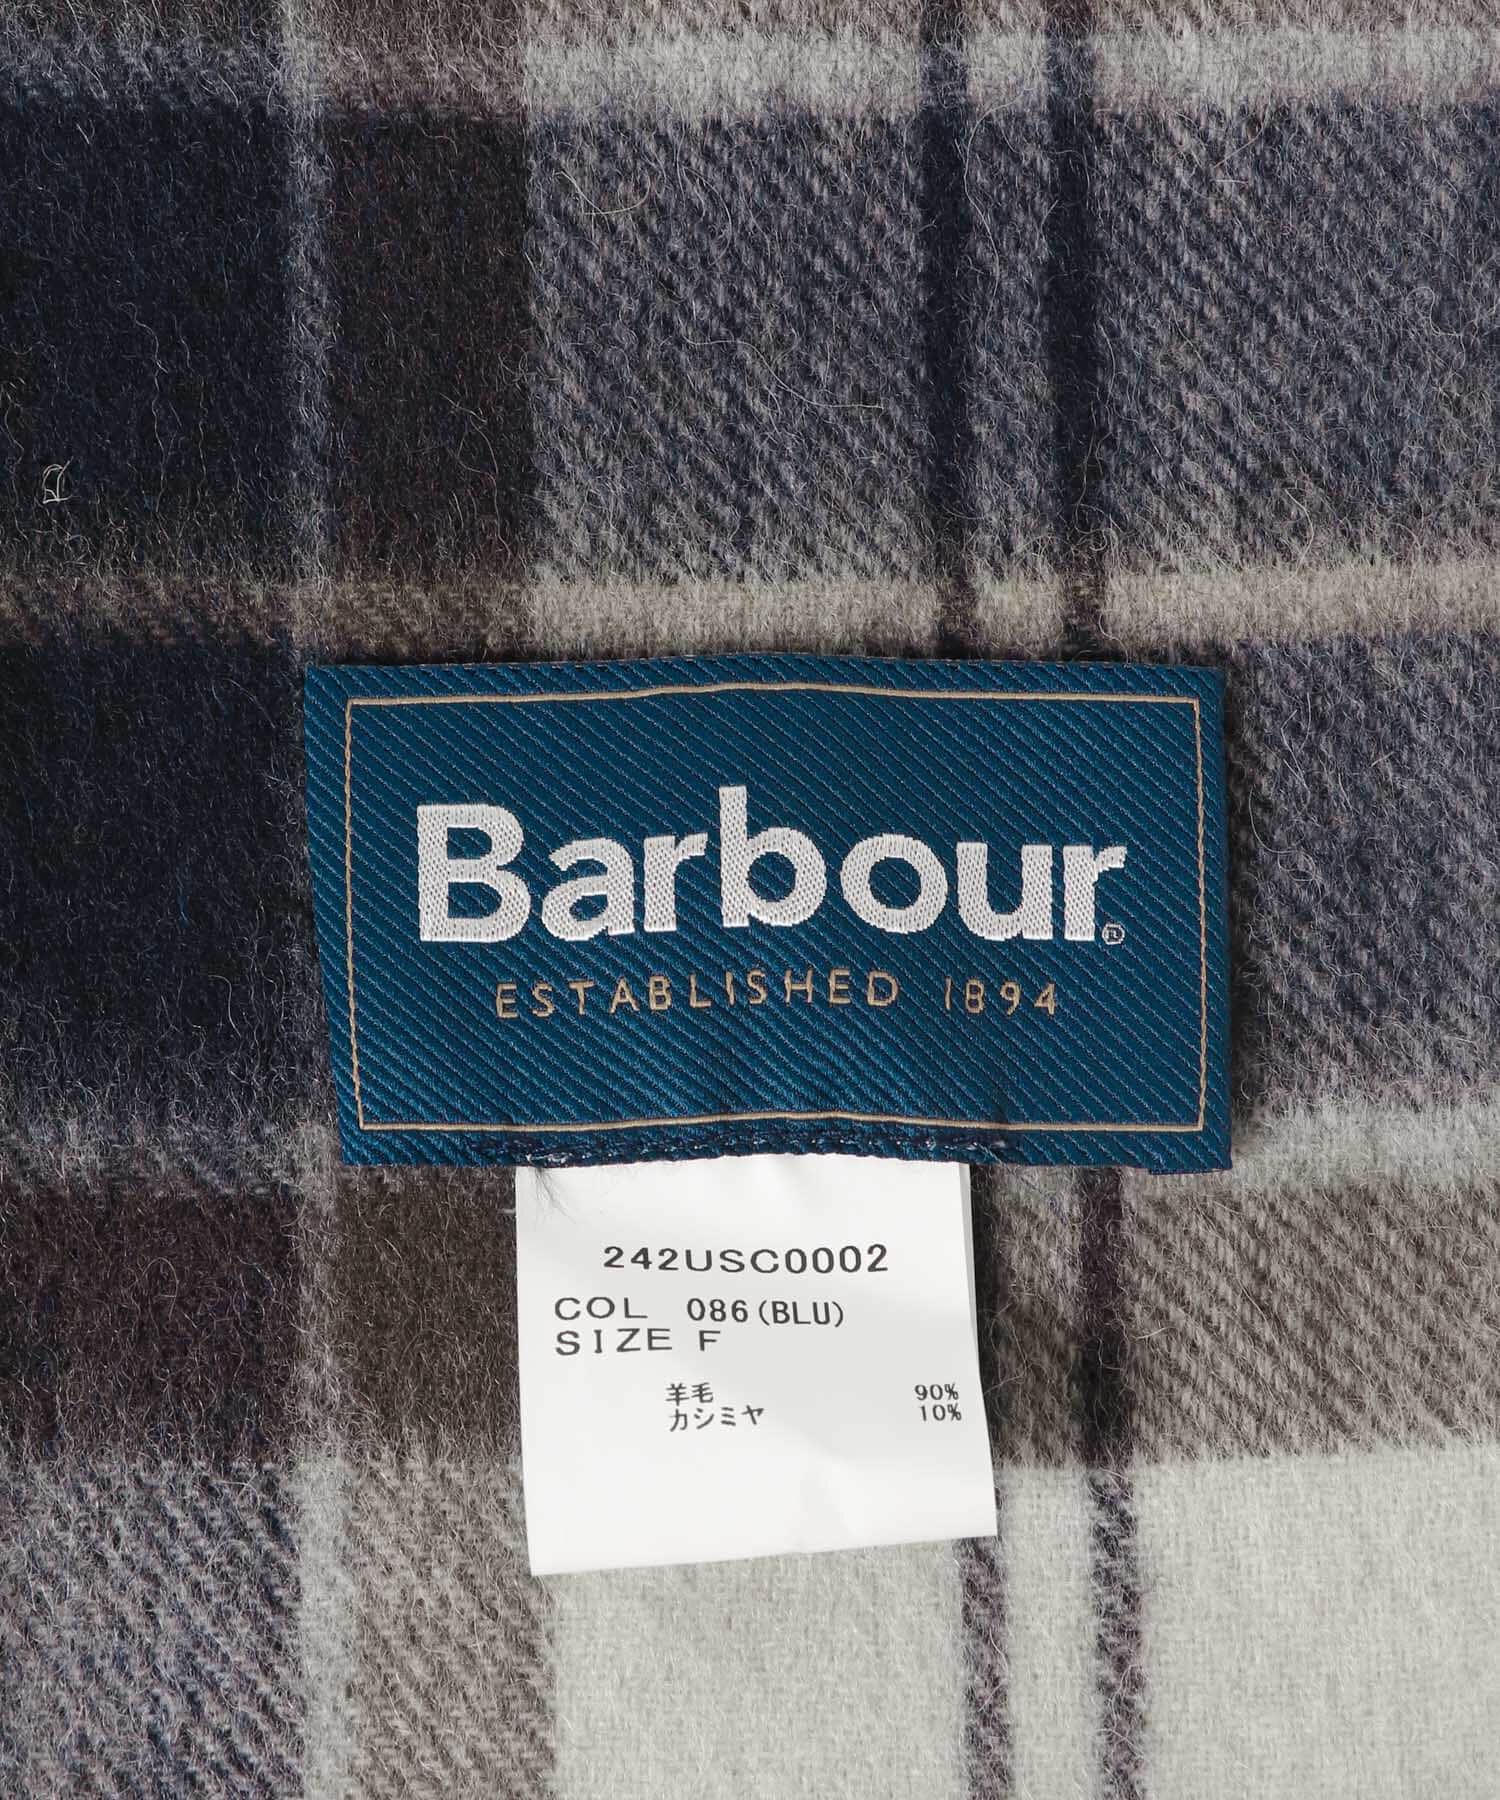 Barbour®
ESTABLISHED 1894
242USC0002
COL 086(BLU)
SIZE F
羊毛 90%
カシミヤ 10%